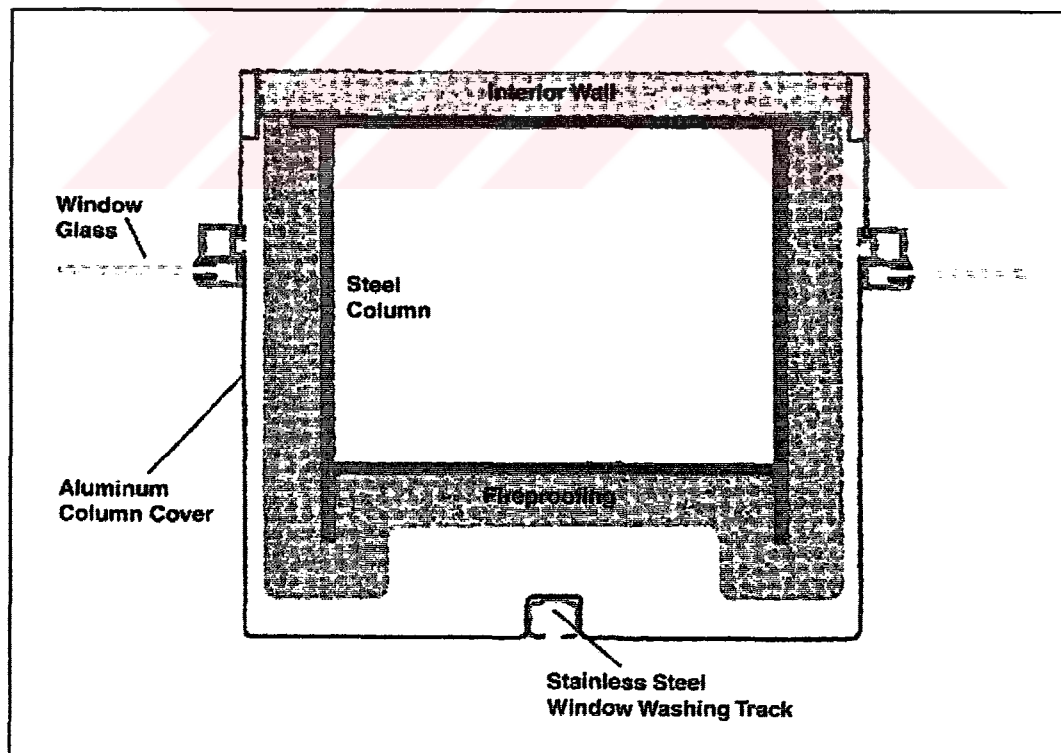 Interior Wall
Window
Glass
Steel
Column
Aluminum
Column Cover
Fireproofing
Stainless Steel
Window Washing Track